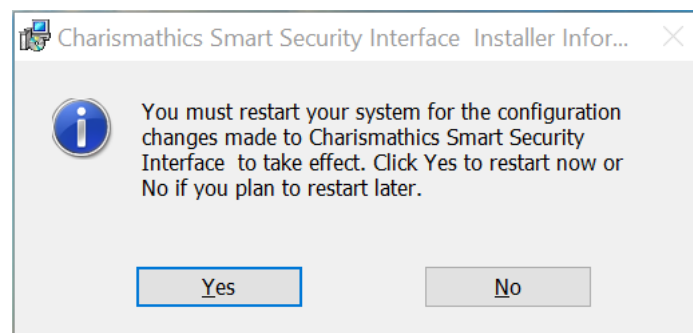 Charismathics Smart Security Interface  Installer Infor...
You must restart your system for the configuration
changes made to Charismathics Smart Security
Interface  to take effect. Click Yes to restart now or
No if you plan to restart later.
Yes
No